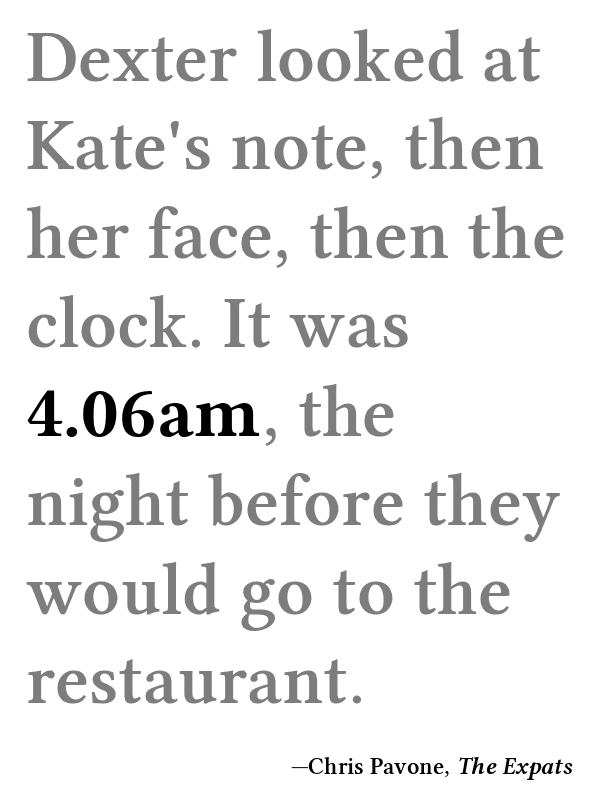 Dexter looked at
Kate's note, then
her face, then the
clock. It was
4.06am, the
night before they
would go to the
restaurant.
—Chris Pavone, The Expats